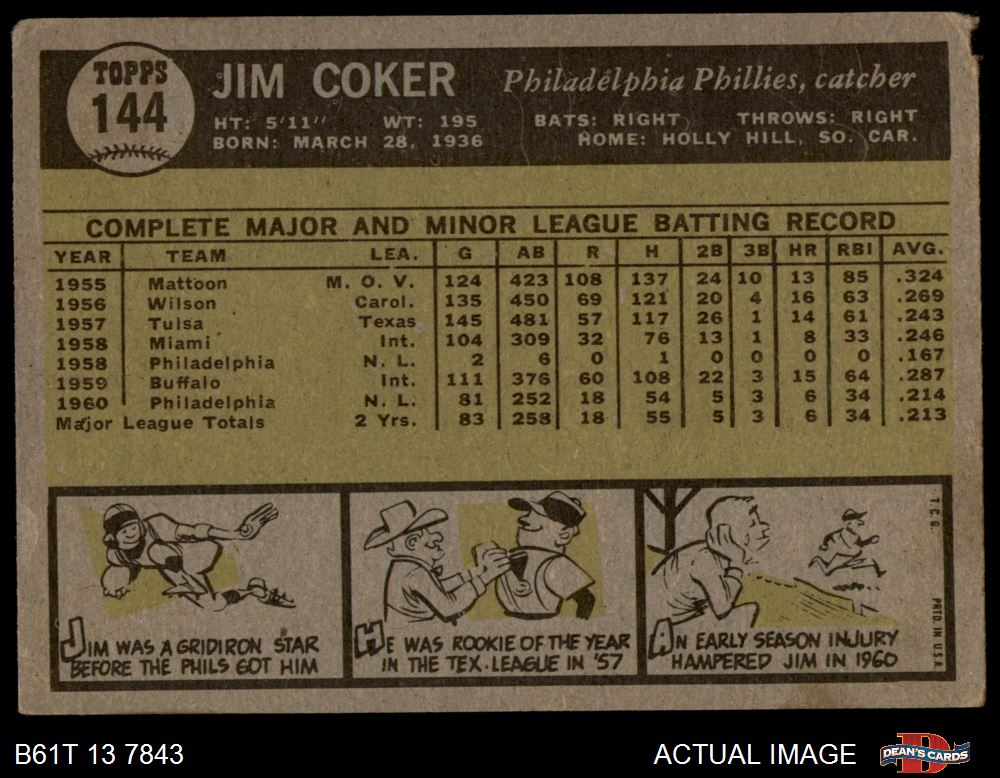 TOPPS
144
JIM COKER
Philadelphia Phillies, catcher
HT: 5'11" WT: 195 BATS: RIGHT THROWS: RIGHT
BORN: MARCH 28, 1936 HOME: HOLLY HILL, SO. CAR.
COMPLETE MAJOR AND MINOR LEAGUE BATTING RECORD
YEAR TEAM LEA. G AB R H 2B 3B HR RBI AVG.
1955 Mattoon M. O. V. 124 423 108 137 24 10 13 85 .324
1956 Wilson Carol. 135 450 69 121 20 4 16 63 .269
1957 Tulsa Texas 145 481 57 117 26 1 14 61 .243
1958 Miami Int. 104 309 32 76 13 1 8 33 .246
1958 Philadelphia N. L. 2 6 0 1 0 0 0 0 .167
1959 Buffalo Int. 111 376 60 108 22 3 15 64 .287
1960 Philadelphia N. L. 81 252 18 54 5 3 6 34 .214
Major League Totals 2 Yrs. 83 258 18 55 5 3 6 34 .213
JIM WAS A GRIDIRON STAR
BEFORE THE PHILS GOT HIM
HE WAS ROOKIE OF THE YEAR
IN THE TEX. LEAGUE IN '57
AN EARLY SEASON INJURY
HAMPERED JIM IN 1960
T.C.G.
PRTD. IN U.S.A.
B61T 13 7843
ACTUAL IMAGE
DEAN'S CARDS